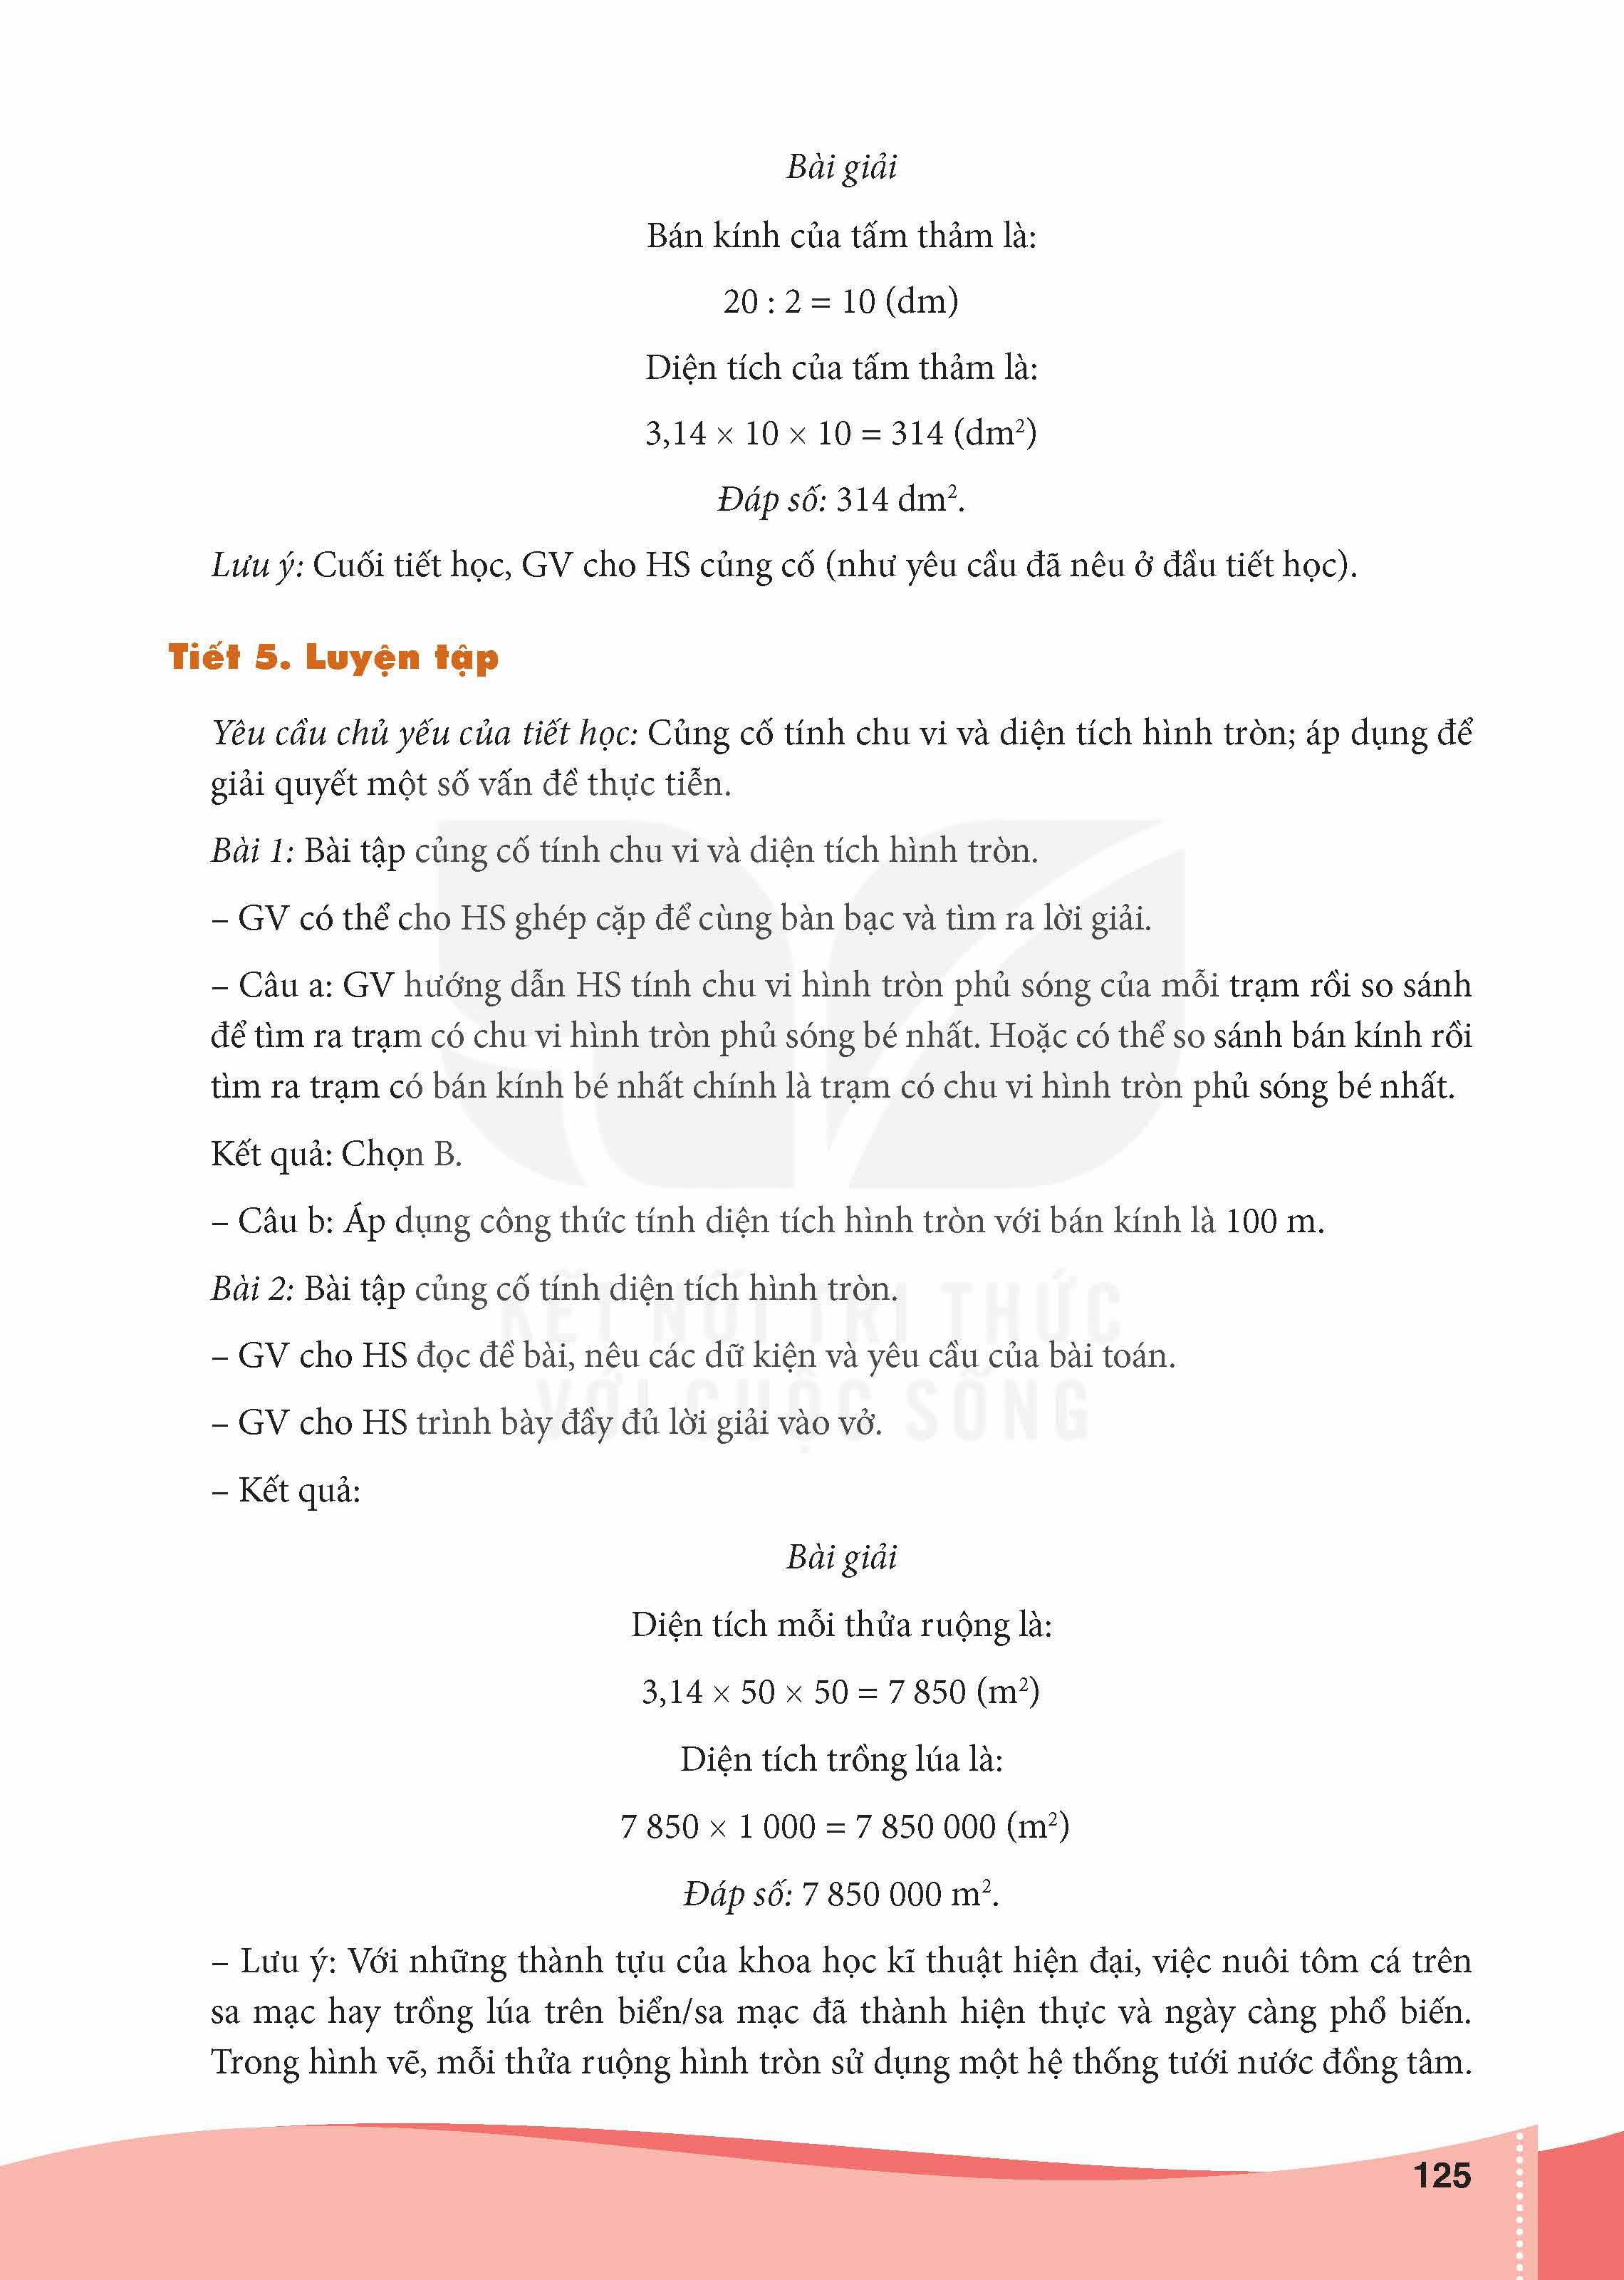 Bài giải
Bán kính của tấm thảm là:
20 : 2 = 10 (dm)
Diện tích của tấm thảm là:
3,14 × 10 × 10 = 314 (dm²)
Đáp số: 314 dm².
Lưu ý: Cuối tiết học, GV cho HS củng cố (như yêu cầu đã nêu ở đầu tiết học).
Tiết 5. Luyện tập
Yêu cầu chủ yếu của tiết học: Củng cố tính chu vi và diện tích hình tròn; áp dụng để
giải quyết một số vấn đề thực tiễn.
Bài 1: Bài tập củng cố tính chu vi và diện tích hình tròn.
– GV có thể cho HS ghép cặp để cùng bàn bạc và tìm ra lời giải.
– Câu a: GV hướng dẫn HS tính chu vi hình tròn phủ sóng của mỗi trạm rồi so sánh
để tìm ra trạm có chu vi hình tròn phủ sóng bé nhất. Hoặc có thể so sánh bán kính rồi
tìm ra trạm có bán kính bé nhất chính là trạm có chu vi hình tròn phủ sóng bé nhất.
Kết quả: Chọn B.
– Câu b: Áp dụng công thức tính diện tích hình tròn với bán kính là 100 m.
Bài 2: Bài tập củng cố tính diện tích hình tròn.
KẾT NỐI TRI THỨC
– GV cho HS đọc đề bài, nêu các dữ kiện và yêu cầu của bài toán.
VỚI CUỘC SỐNG
– GV cho HS trình bày đầy đủ lời giải vào vở.
– Kết quả:
Bài giải
Diện tích mỗi thửa ruộng là:
3,14 × 50 × 50 = 7 850 (m²)
Diện tích trồng lúa là:
7 850 × 1 000 = 7 850 000 (m²)
Đáp số: 7 850 000 m².
– Lưu ý: Với những thành tựu của khoa học kĩ thuật hiện đại, việc nuôi tôm cá trên
sa mạc hay trồng lúa trên biển/sa mạc đã thành hiện thực và ngày càng phổ biến.
Trong hình vẽ, mỗi thửa ruộng hình tròn sử dụng một hệ thống tưới nước đồng tâm.
125